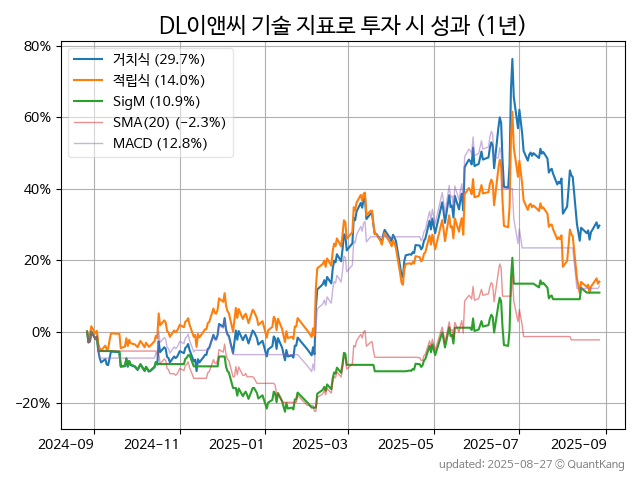 DL이앤씨 기술 지표로 투자 시 성과 (1년)
거치식 (29.7%)
적립식 (14.0%)
SigM (10.9%)
SMA(20) (−2.3%)
MACD (12.8%)
80%
60%
40%
20%
0%
−20%
2024-09 2024-11 2025-01 2025-03 2025-05 2025-07 2025-09
updated: 2025-08-27 © QuantKang